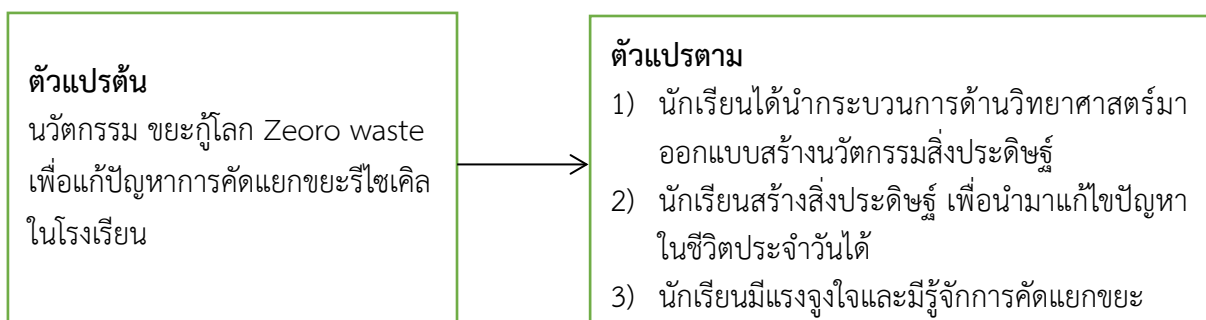 ตัวแปรต้น
นวัตกรรม ขยะกู้โลก Zeoro waste
เพื่อแก้ปัญหาการคัดแยกขยะรีไซเคิล
ในโรงเรียน
ตัวแปรตาม
1) นักเรียนได้นำกระบวนการด้านวิทยาศาสตร์มา
ออกแบบสร้างนวัตกรรมสิ่งประดิษฐ์
2) นักเรียนสร้างสิ่งประดิษฐ์ เพื่อนำมาแก้ไขปัญหา
ในชีวิตประจำวันได้
3) นักเรียนมีแรงจูงใจและมีรู้จักการคัดแยกขยะ